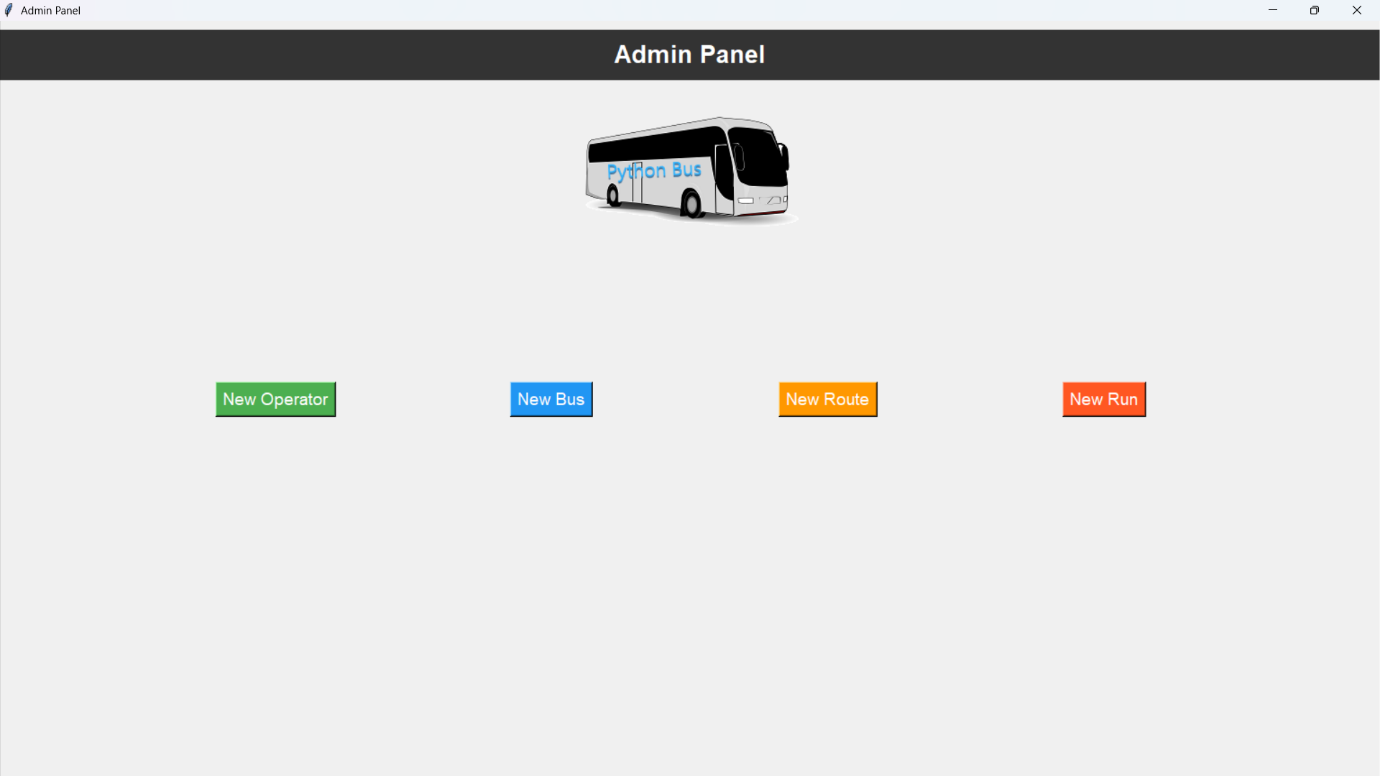 Admin Panel
Admin Panel
Python Bus
New Operator
New Bus
New Route
New Run